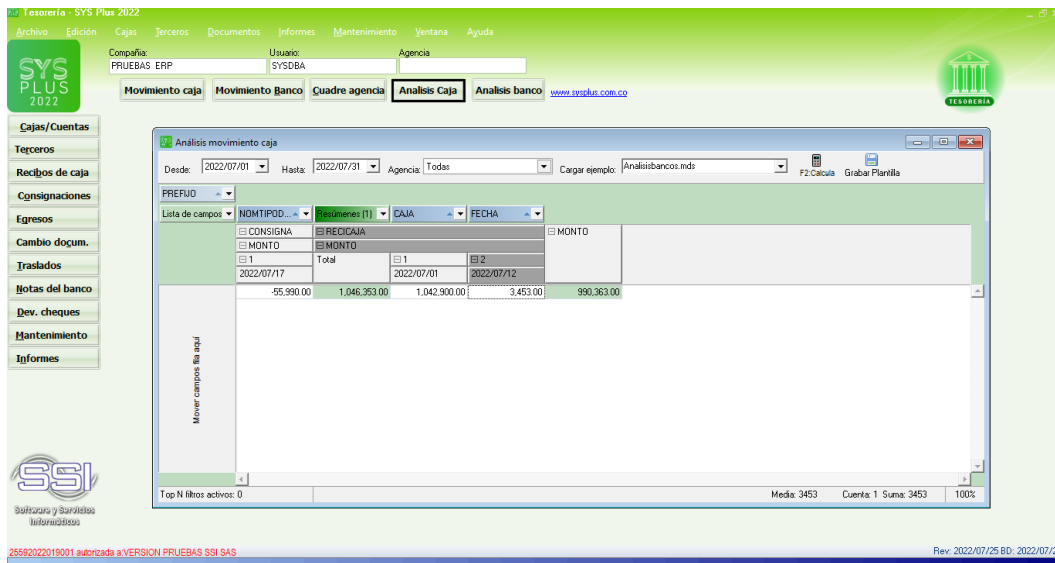 Tesorería - SYS Plus 2022
Archivo Edición Cajas Terceros Documentos Informes Mantenimiento Ventana Ayuda
SYS
PLUS
2022
Compañia: Usuario: Agencia
PRUEBAS ERP SYSDBA
Movimiento caja Movimiento Banco Cuadre agencia Analisis Caja Analisis banco www.sysplus.com.co
TESORERÍA
Cajas/Cuentas
Terceros
Recibos de caja
Consignaciones
Egresos
Cambio docum.
Traslados
Notas del banco
Dev. cheques
Mantenimiento
Informes
Análisis movimiento caja
Desde: 2022/07/01 Hasta: 2022/07/31 Agencia: Todas Cargar ejemplo: Analisisbancos.mds F2:Calcula Grabar Plantilla
PREFIJO
Lista de campos NOMTIPOD... Resúmenes (1) CAJA FECHA
CONSIGNA RECICAJA MONTO
MONTO MONTO
1 Total 1 2
2022/07/17 2022/07/01 2022/07/12
-55,990.00 1,046,353.00 1,042,900.00 3,453.00 990,363.00
Mover campos fila aquí
Top N filtros activos: 0 Media: 3453 Cuenta: 1 Suma: 3453 100%
SSI
Software y Servicios
Informáticos
25592022019001 autorizada a:VERSION PRUEBAS SSI SAS Rev: 2022/07/25 BD: 2022/07/2